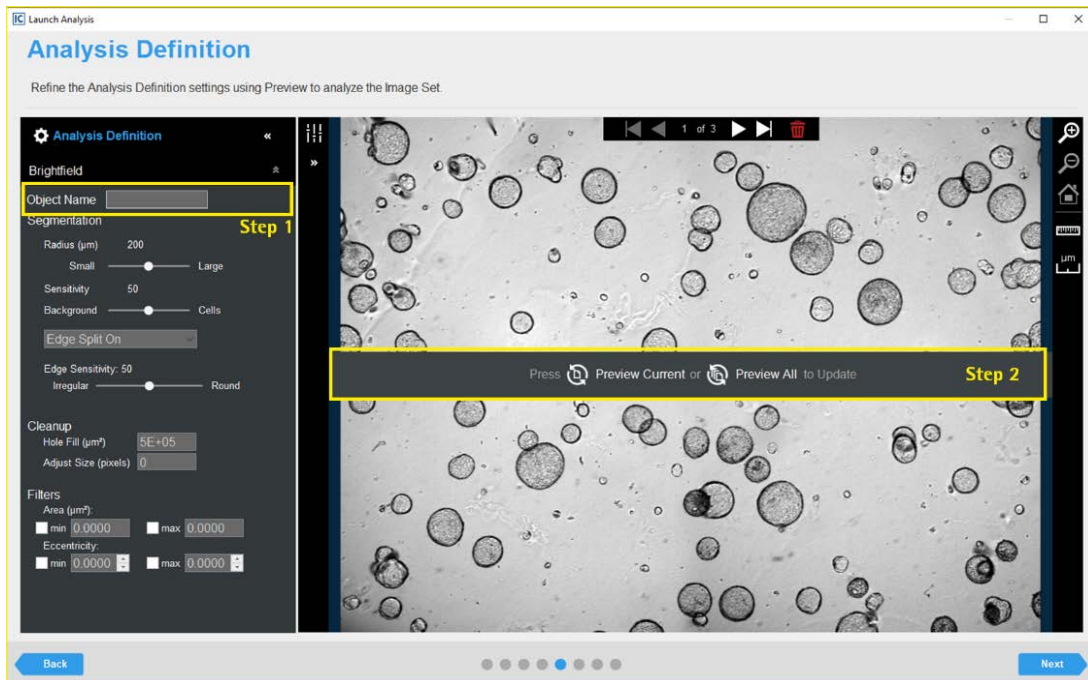 IC Launch Analysis
Analysis Definition
Refine the Analysis Definition settings using Preview to analyze the Image Set.
Analysis Definition «
Brightfield
Object Name
Step 1
Segmentation
Radius (µm) 200
Small Large
Sensitivity 50
Background Cells
Edge Split On
Edge Sensitivity: 50
Irregular Round
Cleanup
Hole Fill (µm²) 5E+05
Adjust Size (pixels) 0
Filters
Area (µm²):
min 0.0000 max 0.0000
Eccentricity:
min 0.0000 max 0.0000
»
1 of 3
µm
Press Preview Current or Preview All to Update Step 2
Back
Next